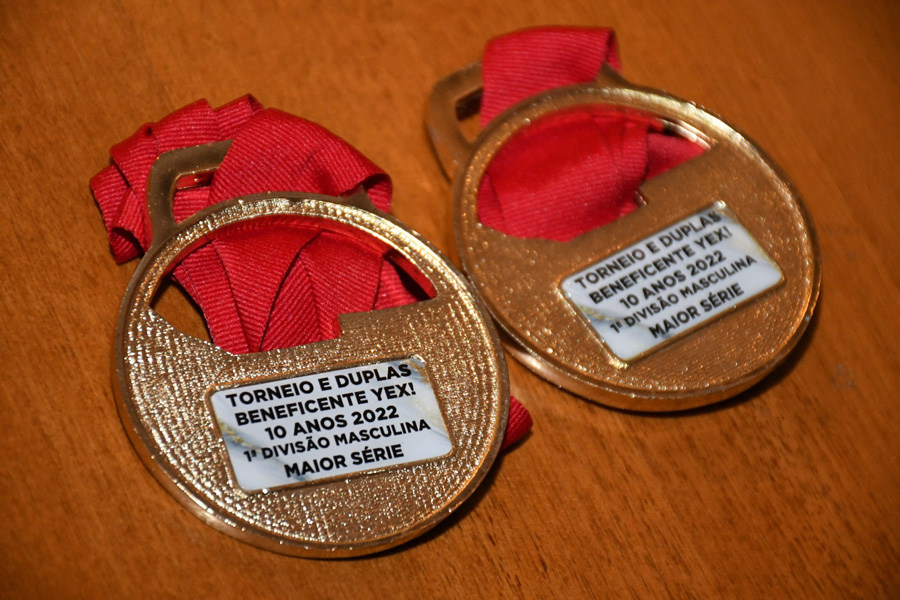 TORNEIO E DUPLAS
BENEFICENTE YEX!
10 ANOS 2022
1ª DIVISÃO MASCULINA
MAIOR SÉRIE
TORNEIO E DUPLAS
BENEFICENTE YEX!
10 ANOS 2022
1ª DIVISÃO MASCULINA
MAIOR SÉRIE